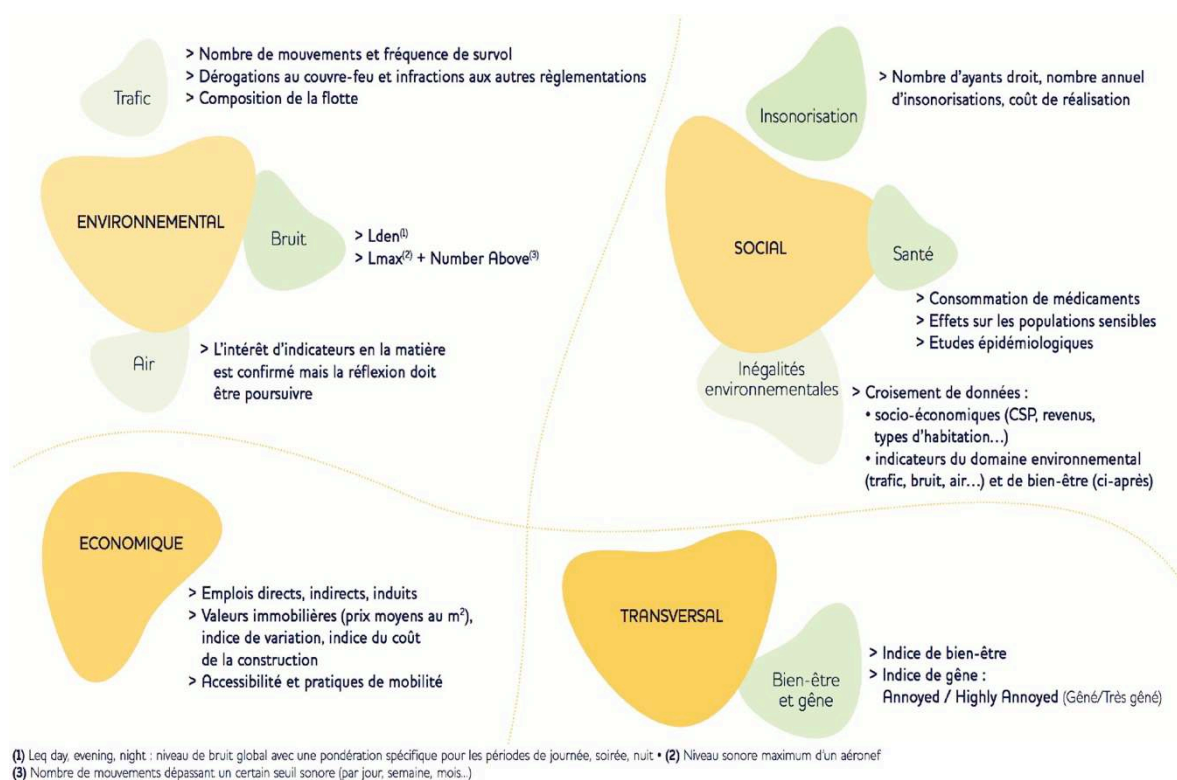 Trafic
> Nombre de mouvements et fréquence de survol
> Dérogations au couvre-feu et infractions aux autres règlementations
> Composition de la flotte
ENVIRONNEMENTAL
Bruit
> Lden(1)
> Lmax(2) + Number Above(3)
Air
> L'intérêt d'indicateurs en la matière
est confirmé mais la réflexion doit
être poursuivre
Insonorisation
> Nombre d'ayants droit, nombre annuel
d'insonorisations, coût de réalisation
SOCIAL
Santé
> Consommation de médicaments
> Effets sur les populations sensibles
> Etudes épidémiologiques
Inégalités
environnementales
> Croisement de données :
• socio-économiques (CSP, revenus,
types d'habitation...)
• indicateurs du domaine environnemental
(trafic, bruit, air...) et de bien-être (ci-après)
ECONOMIQUE
> Emplois directs, indirects, induits
> Valeurs immobilières (prix moyens au m²),
indice de variation, indice du coût
de la construction
> Accessibilité et pratiques de mobilité
TRANSVERSAL
Bien-être
et gêne
> Indice de bien-être
> Indice de gêne :
Annoyed / Highly Annoyed (Gêné/Très gêné)
(1) Leq day, evening, night : niveau de bruit global avec une pondération spécifique pour les périodes de journée, soirée, nuit • (2) Niveau sonore maximum d'un aéronef
(3) Nombre de mouvements dépassant un certain seuil sonore (par jour, semaine, mois...)